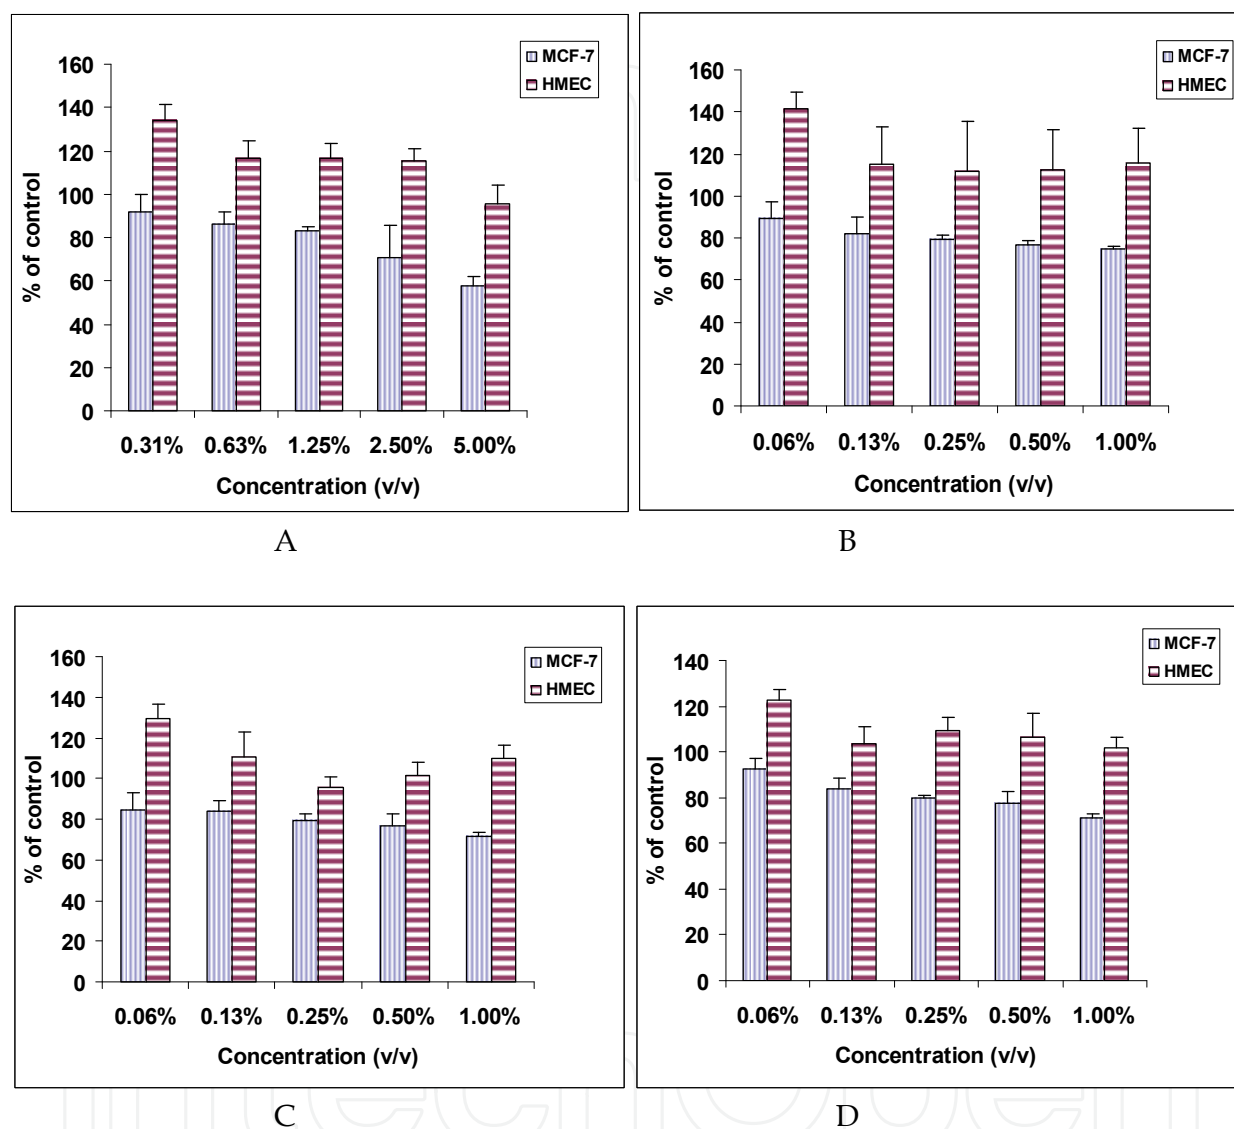 MCF-7
HMEC
160
140
120
100
80
60
40
20
0
% of control
0.31% 0.63% 1.25% 2.50% 5.00%
Concentration (v/v)
A
MCF-7
HMEC
160
140
120
100
80
60
40
20
0
% of control
0.06% 0.13% 0.25% 0.50% 1.00%
Concentration (v/v)
B
MCF-7
HMEC
160
140
120
100
80
60
40
20
0
% of control
0.06% 0.13% 0.25% 0.50% 1.00%
Concentration (v/v)
C
MCF-7
HMEC
140
120
100
80
60
40
20
0
% of control
0.06% 0.13% 0.25% 0.50% 1.00%
Concentration (v/v)
D